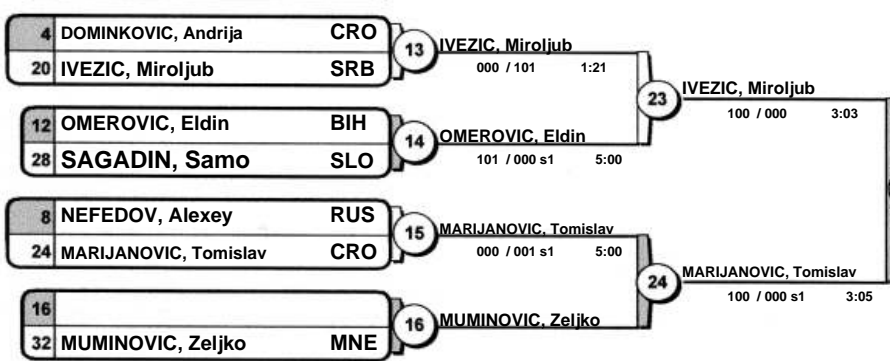 4 DOMINKOVIC, Andrija CRO
20 IVEZIC, Miroljub SRB
13
IVEZIC, Miroljub
000 / 101 1:21
12 OMEROVIC, Eldin BIH
28 SAGADIN, Samo SLO
14
OMEROVIC, Eldin
101 / 000 s1 5:00
23
IVEZIC, Miroljub
100 / 000 3:03
8 NEFEDOV, Alexey RUS
24 MARIJANOVIC, Tomislav CRO
15
MARIJANOVIC, Tomislav
000 / 001 s1 5:00
16
32 MUMINOVIC, Zeljko MNE
16
MUMINOVIC, Zeljko
24
MARIJANOVIC, Tomislav
100 / 000 s1 3:05